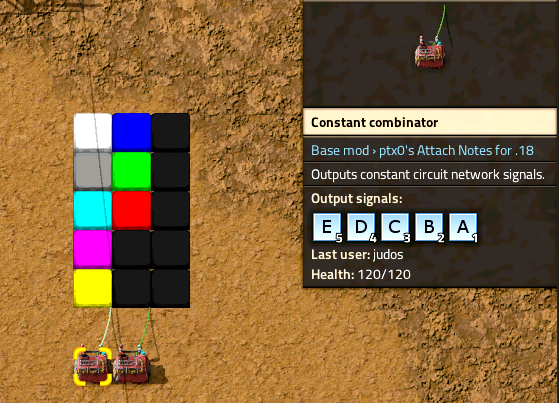 Constant combinator
Base mod › ptx0's Attach Notes for .18
Outputs constant circuit network signals.
Output signals:
E 5 D 4 C 3 B 2 A 1
Last user: judos
Health: 120/120